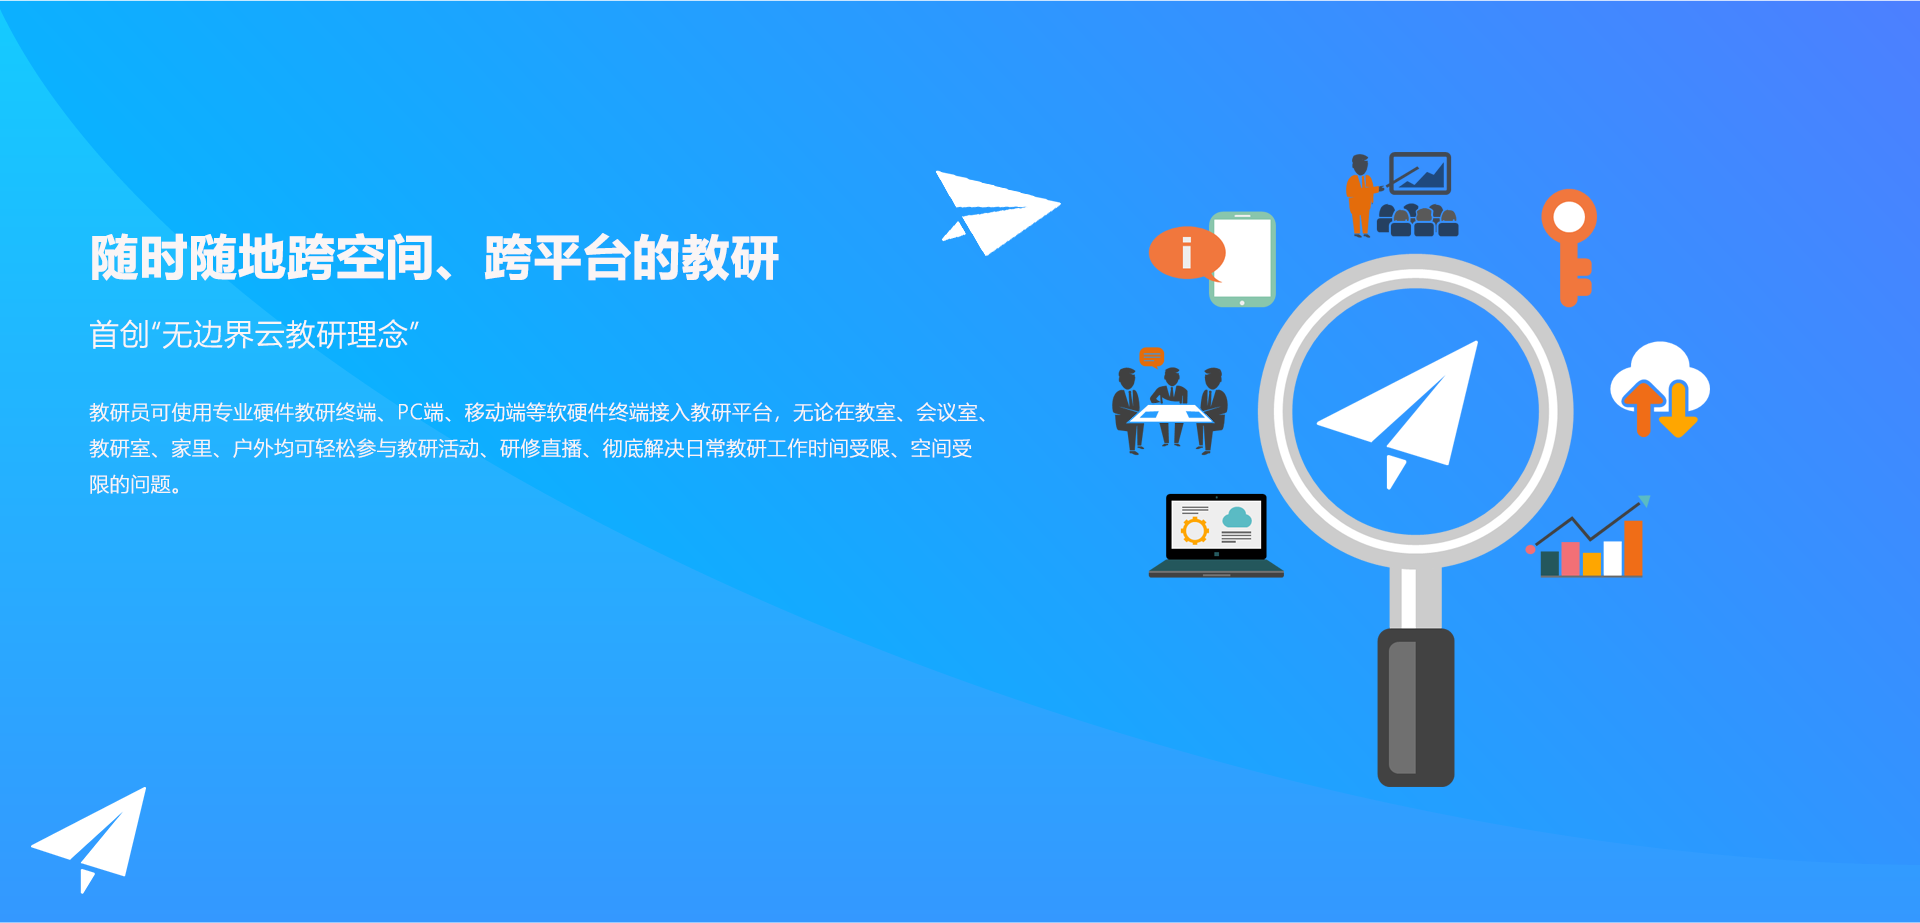 随时随地跨空间、跨平台的教研
首创“无边界云教研理念”
教研员可使用专业硬件教研终端、PC端、移动端等软硬件终端接入教研平台，无论在教室、会议室、
教研室、家里、户外均可轻松参与教研活动、研修直播、彻底解决日常教研工作时间受限、空间受
限的问题。
i